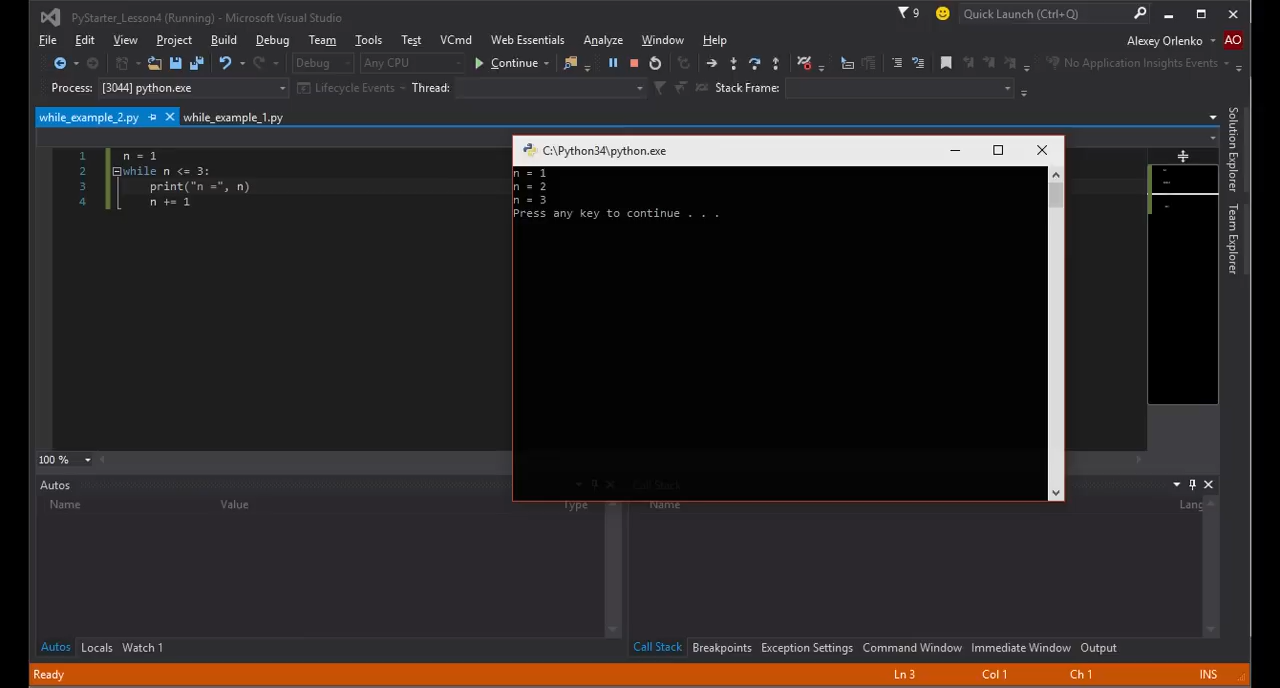 PyStarter_Lesson4 (Running) - Microsoft Visual Studio
9
Quick Launch (Ctrl+Q)
File Edit View Project Build Debug Team Tools Test VCmd Web Essentials Analyze Window Help
Alexey Orlenko AO
Debug Any CPU Continue No Application Insights Events
Process: [3044] python.exe Lifecycle Events Thread: Stack Frame:
while_example_2.py while_example_1.py
1 n = 1
2 while n <= 3:
3 print("n =", n)
4 n += 1
C:\Python34\python.exe
n = 1
n = 2
n = 3
Press any key to continue . . .
Solution Explorer
Team Explorer
100 %
Autos
Name Value Type
Call Stack
Name Lang
Autos Locals Watch 1
Call Stack Breakpoints Exception Settings Command Window Immediate Window Output
Ready Ln 3 Col 1 Ch 1 INS